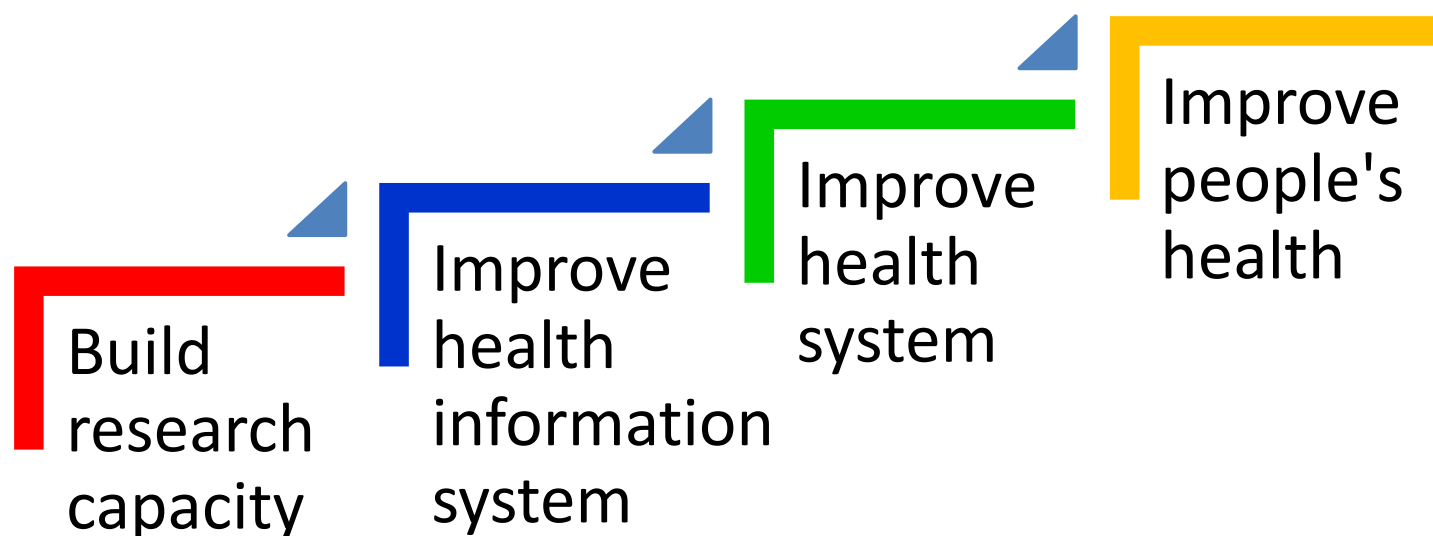 Build
research
capacity
Improve
health
information
system
Improve
health
system
Improve
people's
health